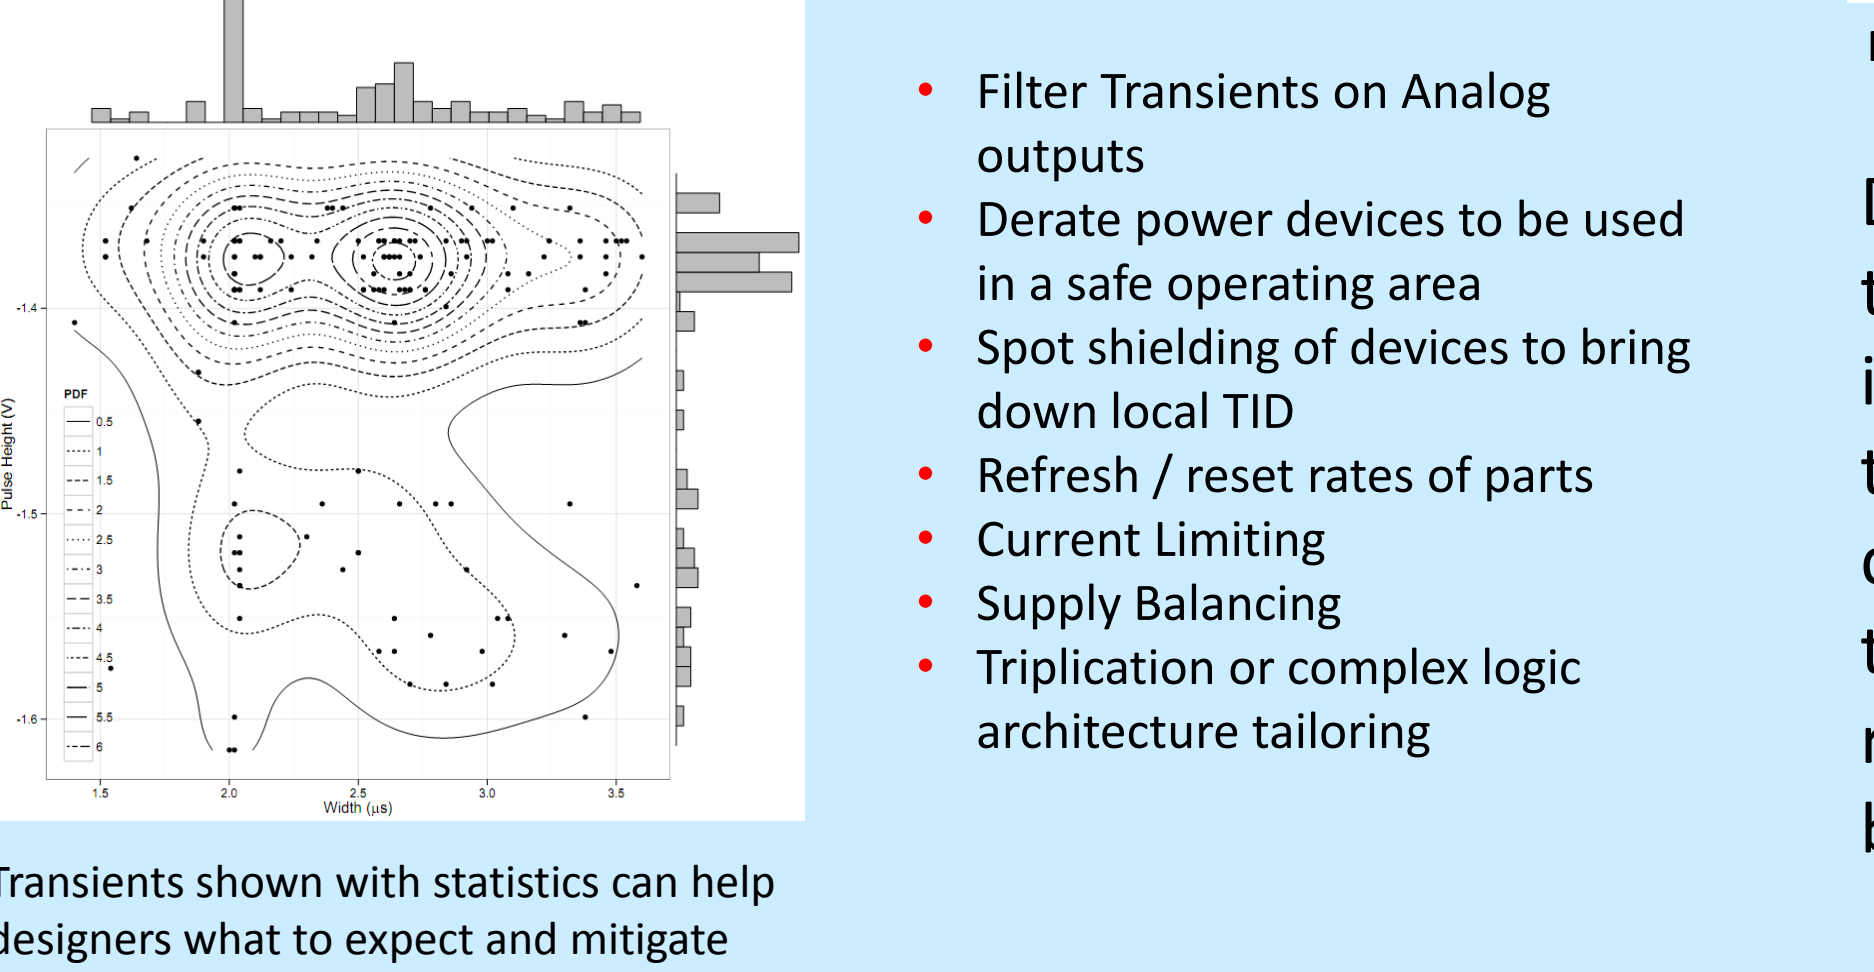 -1.4
-1.5
-1.6
Pulse Height (V)
PDF
0.5
1
1.5
2
2.5
3
3.5
4
4.5
5
5.5
6
1.5 2.0 2.5 3.0 3.5
Width (µs)
Transients shown with statistics can help
designers what to expect and mitigate
• Filter Transients on Analog
outputs
• Derate power devices to be used
in a safe operating area
• Spot shielding of devices to bring
down local TID
• Refresh / reset rates of parts
• Current Limiting
• Supply Balancing
• Triplication or complex logic
architecture tailoring